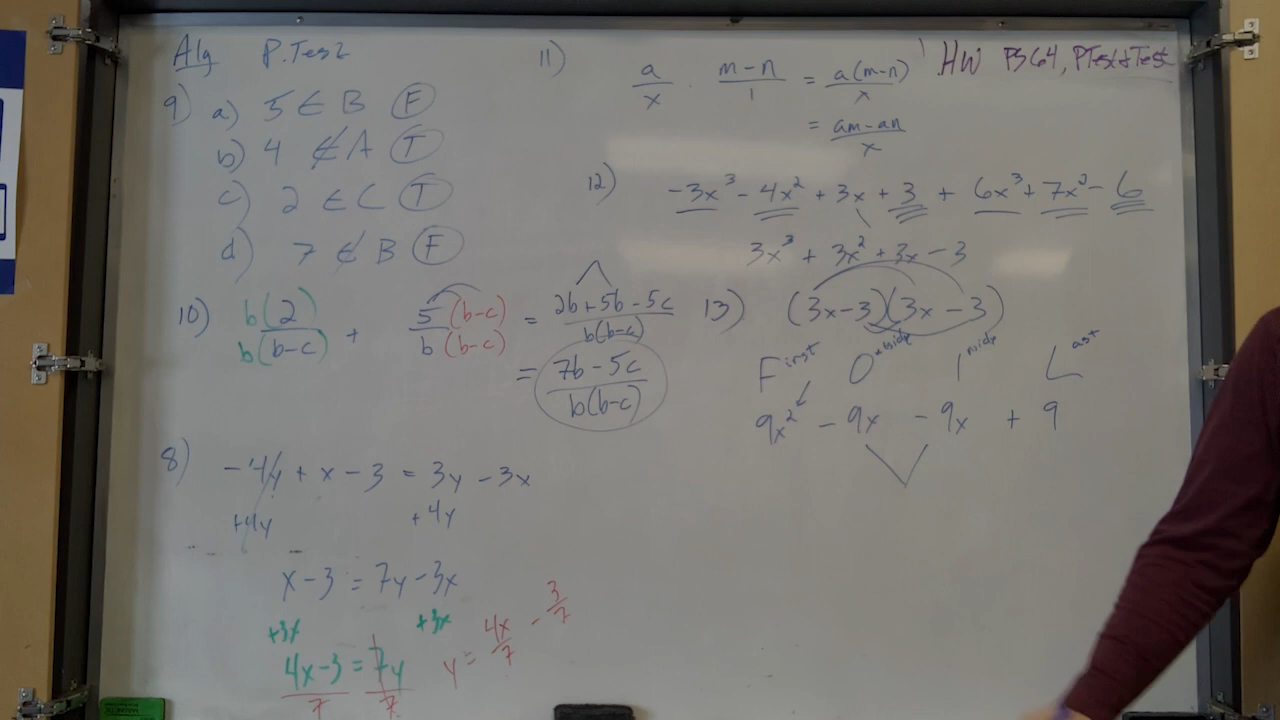 Alg P.Test
HW PS 64, PTest + Test
9) a) 5 ∈ B (F)
b) 4 ∉ A (T)
c) 2 ∈ C (T)
d) 7 ∉ B (F)
10) b(2)/b(b-c) + 5(b-c)/b(b-c) = 2b+5b-5c/b(b-c)
= 7b-5c/b(b-c)
8) -4y + x - 3 = 3y - 3x
+4y +4y
x - 3 = 7y - 3x
+3x +3x
4x-3 = 7y
7 7
y = 4x/7 - 3/7
11) a/x · m-n/1 = a(m-n)/x
= am-an/x
12) -3x³ - 4x² + 3x + 3 + 6x³ + 7x² - 6
3x³ + 3x² + 3x - 3
13) (3x-3)(3x-3)
First Outside Inside Last
9x² - 9x - 9x + 9